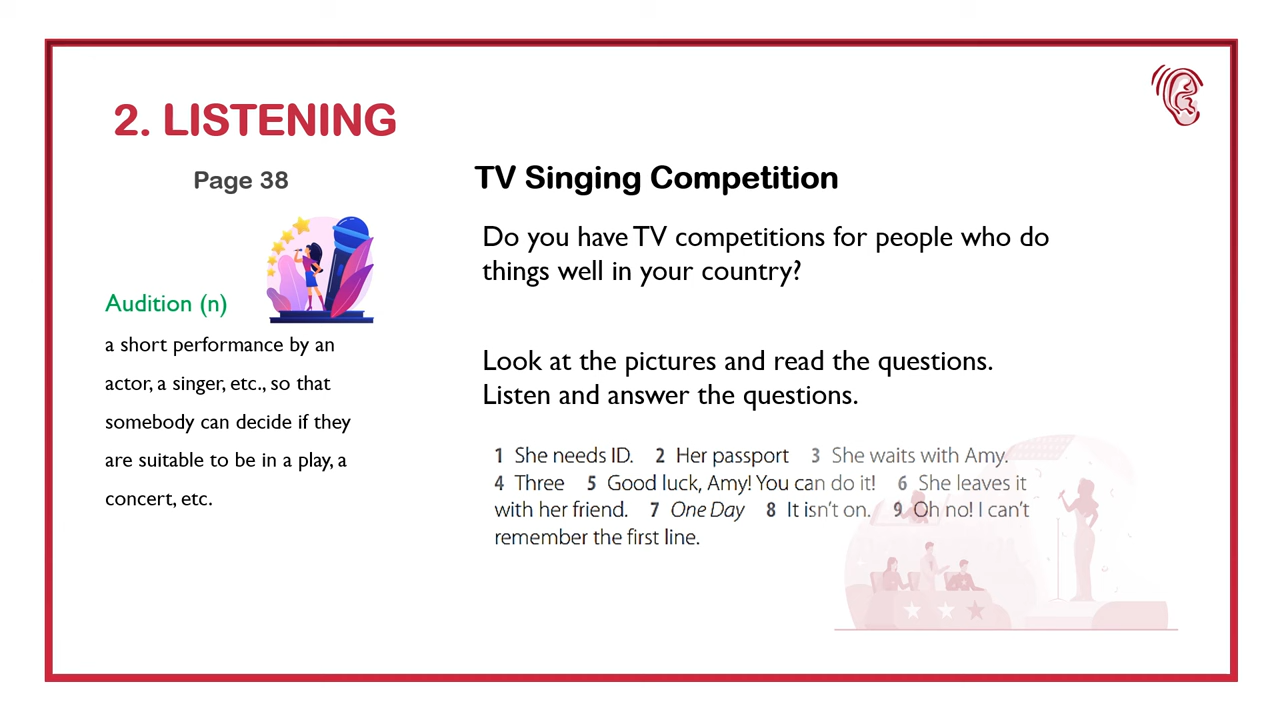 2. LISTENING
Page 38
Audition (n)
a short performance by an
actor, a singer, etc., so that
somebody can decide if they
are suitable to be in a play, a
concert, etc.
TV Singing Competition
Do you have TV competitions for people who do
things well in your country?
Look at the pictures and read the questions.
Listen and answer the questions.
1 She needs ID. 2 Her passport 3 She waits with Amy.
4 Three 5 Good luck, Amy! You can do it! 6 She leaves it
with her friend. 7 One Day 8 It isn't on. 9 Oh no! I can't
remember the first line.